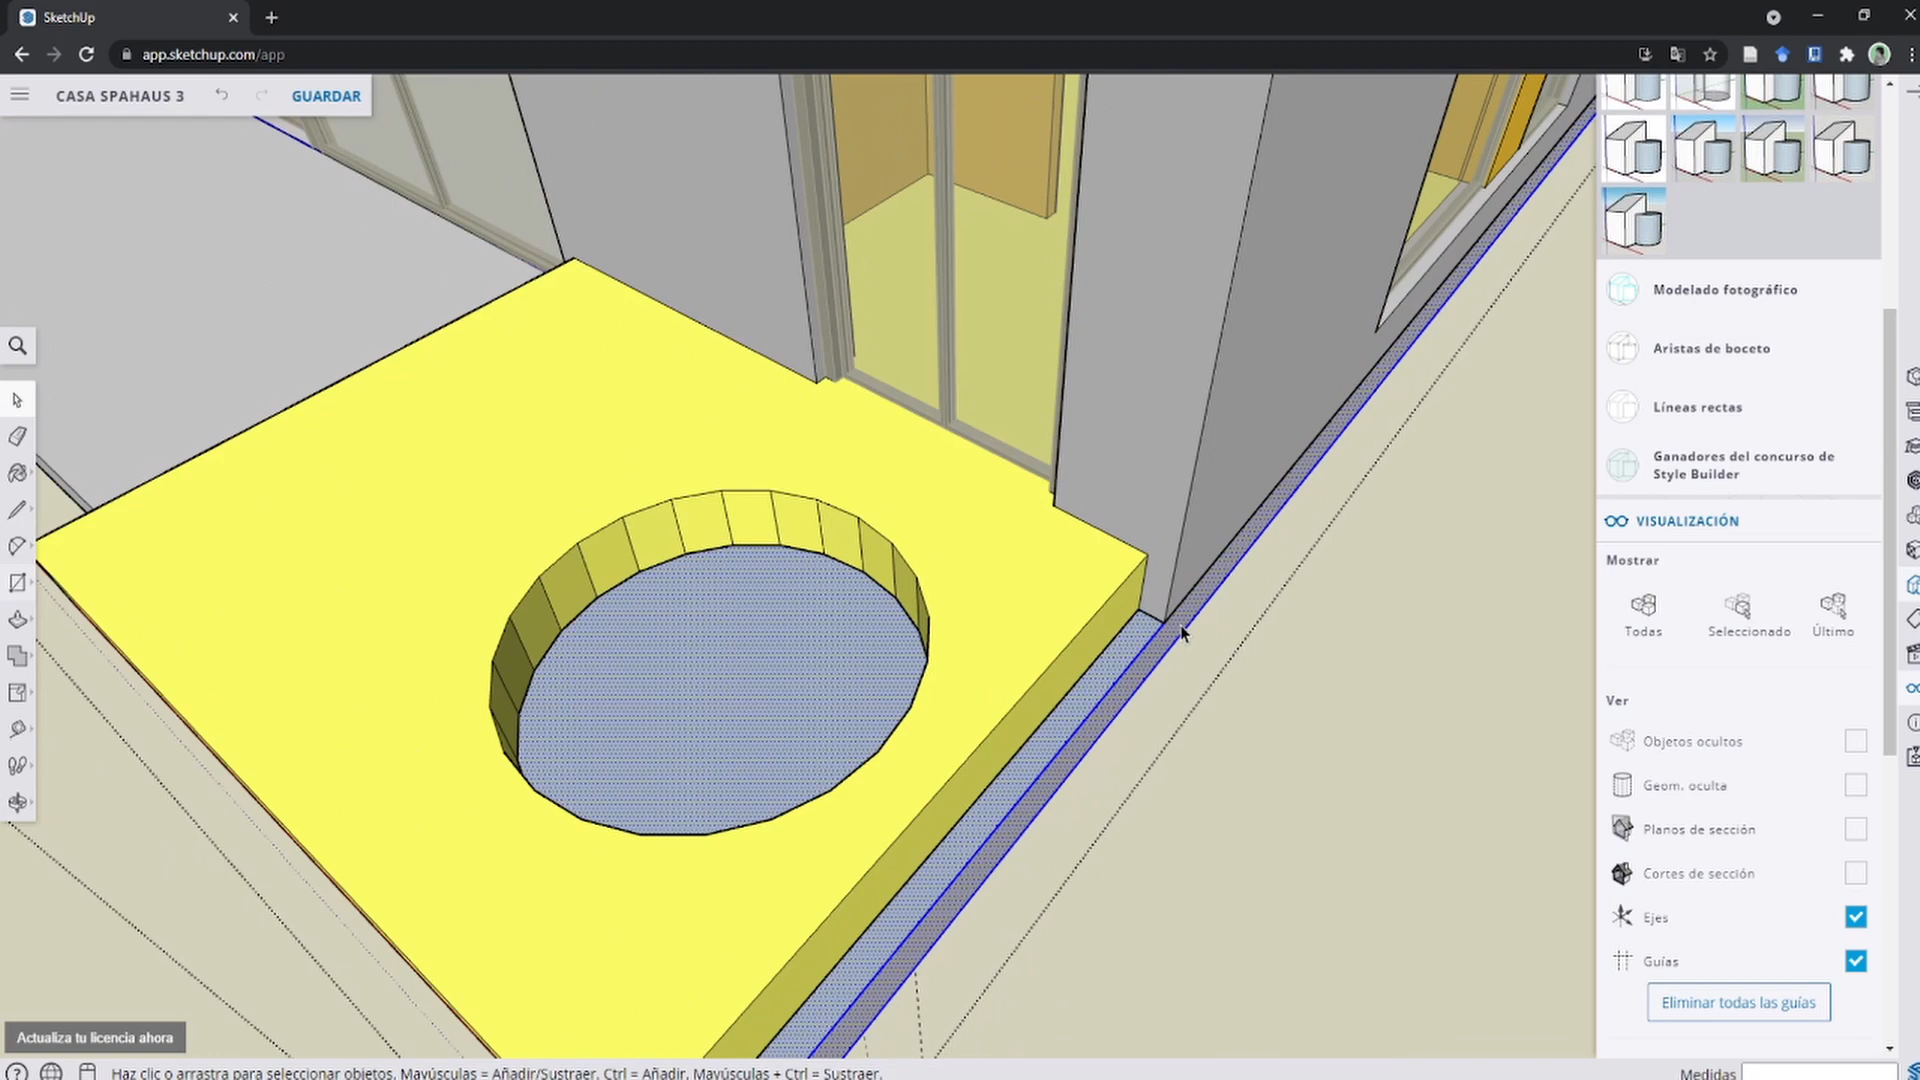 SketchUp
app.sketchup.com/app
CASA SPAHAUS 3
GUARDAR
Modelado fotográfico
Aristas de boceto
Líneas rectas
Ganadores del concurso de
Style Builder
VISUALIZACIÓN
Mostrar
Todas
Seleccionado
Último
Ver
Objetos ocultos
Geom. oculta
Planos de sección
Cortes de sección
Ejes
Guías
Eliminar todas las guías
Actualiza tu licencia ahora
Haz clic o arrastra para seleccionar objetos. Mayúsculas = Añadir/Sustraer. Ctrl = Añadir. Mayúsculas + Ctrl = Sustraer.
Medidas